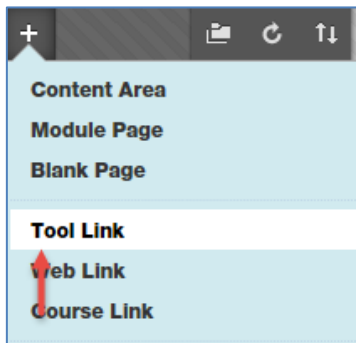 Content Area
Module Page
Blank Page
Tool Link
Web Link
Course Link